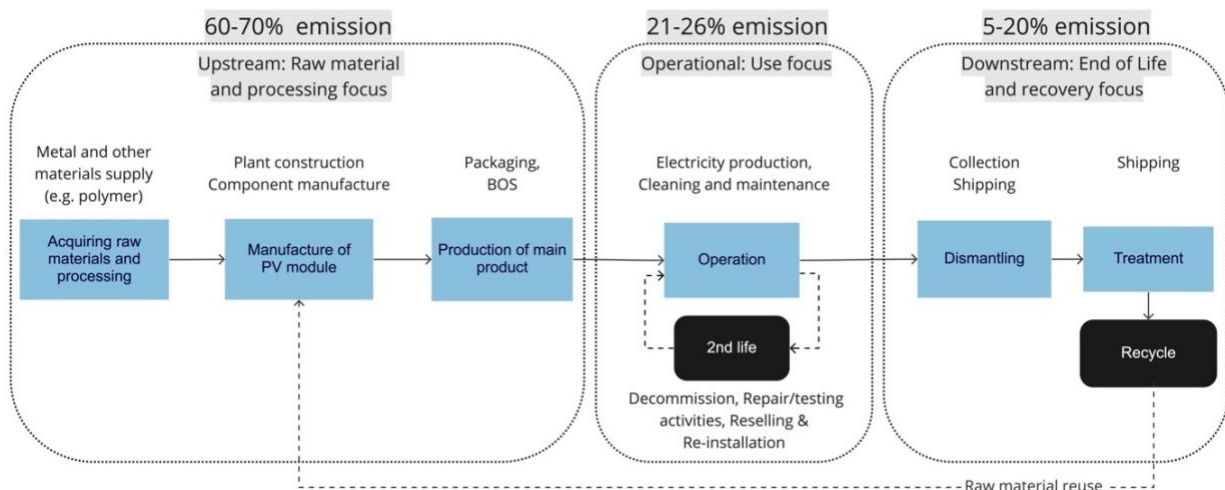 60-70% emission
Upstream: Raw material
and processing focus
Metal and other
materials supply
(e.g. polymer)
Plant construction
Component manufacture
Packaging,
BOS
Acquiring raw
materials and
processing
Manufacture of
PV module
Production of main
product
21-26% emission
Operational: Use focus
Electricity production,
Cleaning and maintenance
Operation
2nd life
Decommission, Repair/testing
activities, Reselling &
Re-installation
5-20% emission
Downstream: End of Life
and recovery focus
Collection
Shipping
Shipping
Dismantling
Treatment
Recycle
Raw material reuse